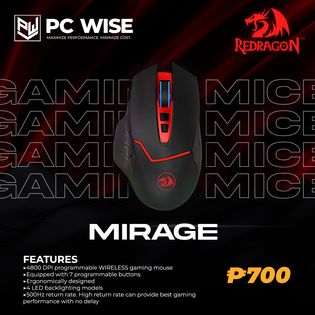 PC WISE
MAXIMIZE PERFORMANCE, MINIMIZE COST.
REDRAGON
GAMING MICE
GAMING MICE
GAMING MICE
MIRAGE
FEATURES
▸4800 DPI programmable WIRELESS gaming mouse
▸Equipped with 7 programmable buttons
▸Ergonomically designed
▸4 LED backlighting models
▸500Hz return rate. High return rate can provide best gaming
performance with no delay
₱700